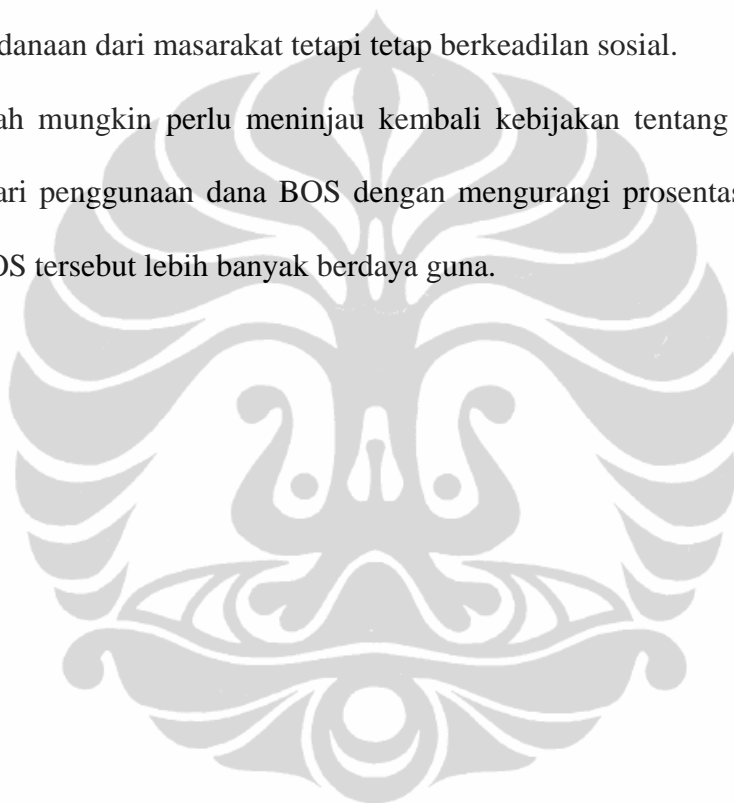 danaan dari masarakat tetapi tetap berkeadilan sosial.
ah mungkin perlu meninjau kembali kebijakan tentang
ari penggunaan dana BOS dengan mengurangi prosentas
OS tersebut lebih banyak berdaya guna.